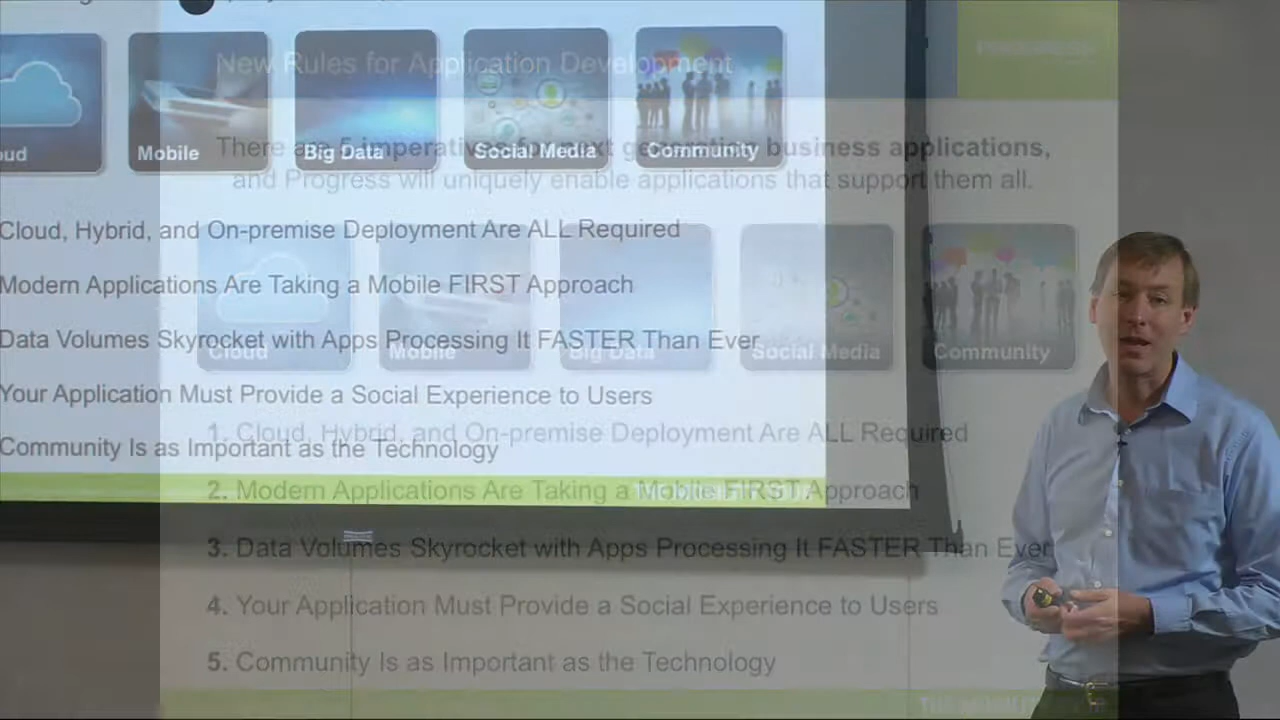 New Rules for Application Development
There are 5 imperatives for next generation business applications,
and Progress will uniquely enable applications that support them all.
Mobile
Big Data
Social Media
Community
Cloud, Hybrid, and On-premise Deployment Are ALL Required
Modern Applications Are Taking a Mobile FIRST Approach
Data Volumes Skyrocket with Apps Processing It FASTER Than Ever
Your Application Must Provide a Social Experience to Users
Community Is as Important as the Technology
Cloud
Mobile
Big Data
Social Media
Community
1. Cloud, Hybrid, and On-premise Deployment Are ALL Required
2. Modern Applications Are Taking a Mobile FIRST Approach
3. Data Volumes Skyrocket with Apps Processing It FASTER Than Ever
4. Your Application Must Provide a Social Experience to Users
5. Community Is as Important as the Technology